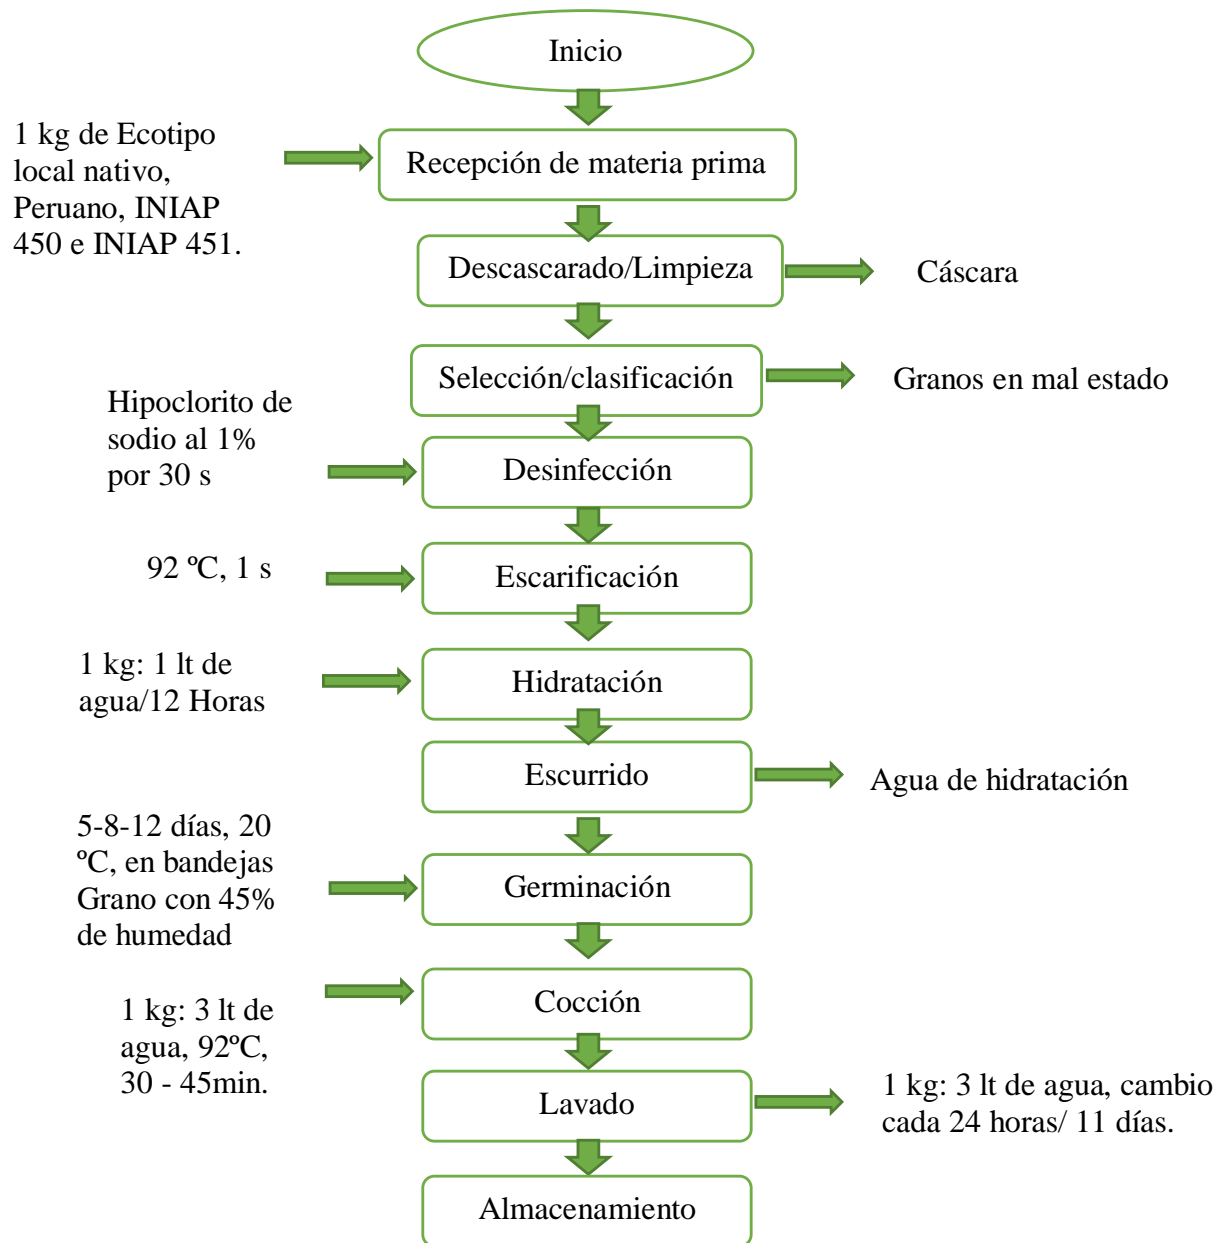 Inicio
1 kg de Ecotipo
local nativo,
Peruano, INIAP
450 e INIAP 451.
Recepción de materia prima
Descascarado/Limpieza
Cáscara
Selección/clasificación
Granos en mal estado
Hipoclorito de
sodio al 1%
por 30 s
Desinfección
92 ºC, 1 s
Escarificación
1 kg: 1 lt de
agua/12 Horas
Hidratación
Escurrido
Agua de hidratación
5-8-12 días, 20
ºC, en bandejas
Grano con 45%
de humedad
Germinación
1 kg: 3 lt de
agua, 92ºC,
30 - 45min.
Cocción
Lavado
1 kg: 3 lt de agua, cambio
cada 24 horas/ 11 días.
Almacenamiento